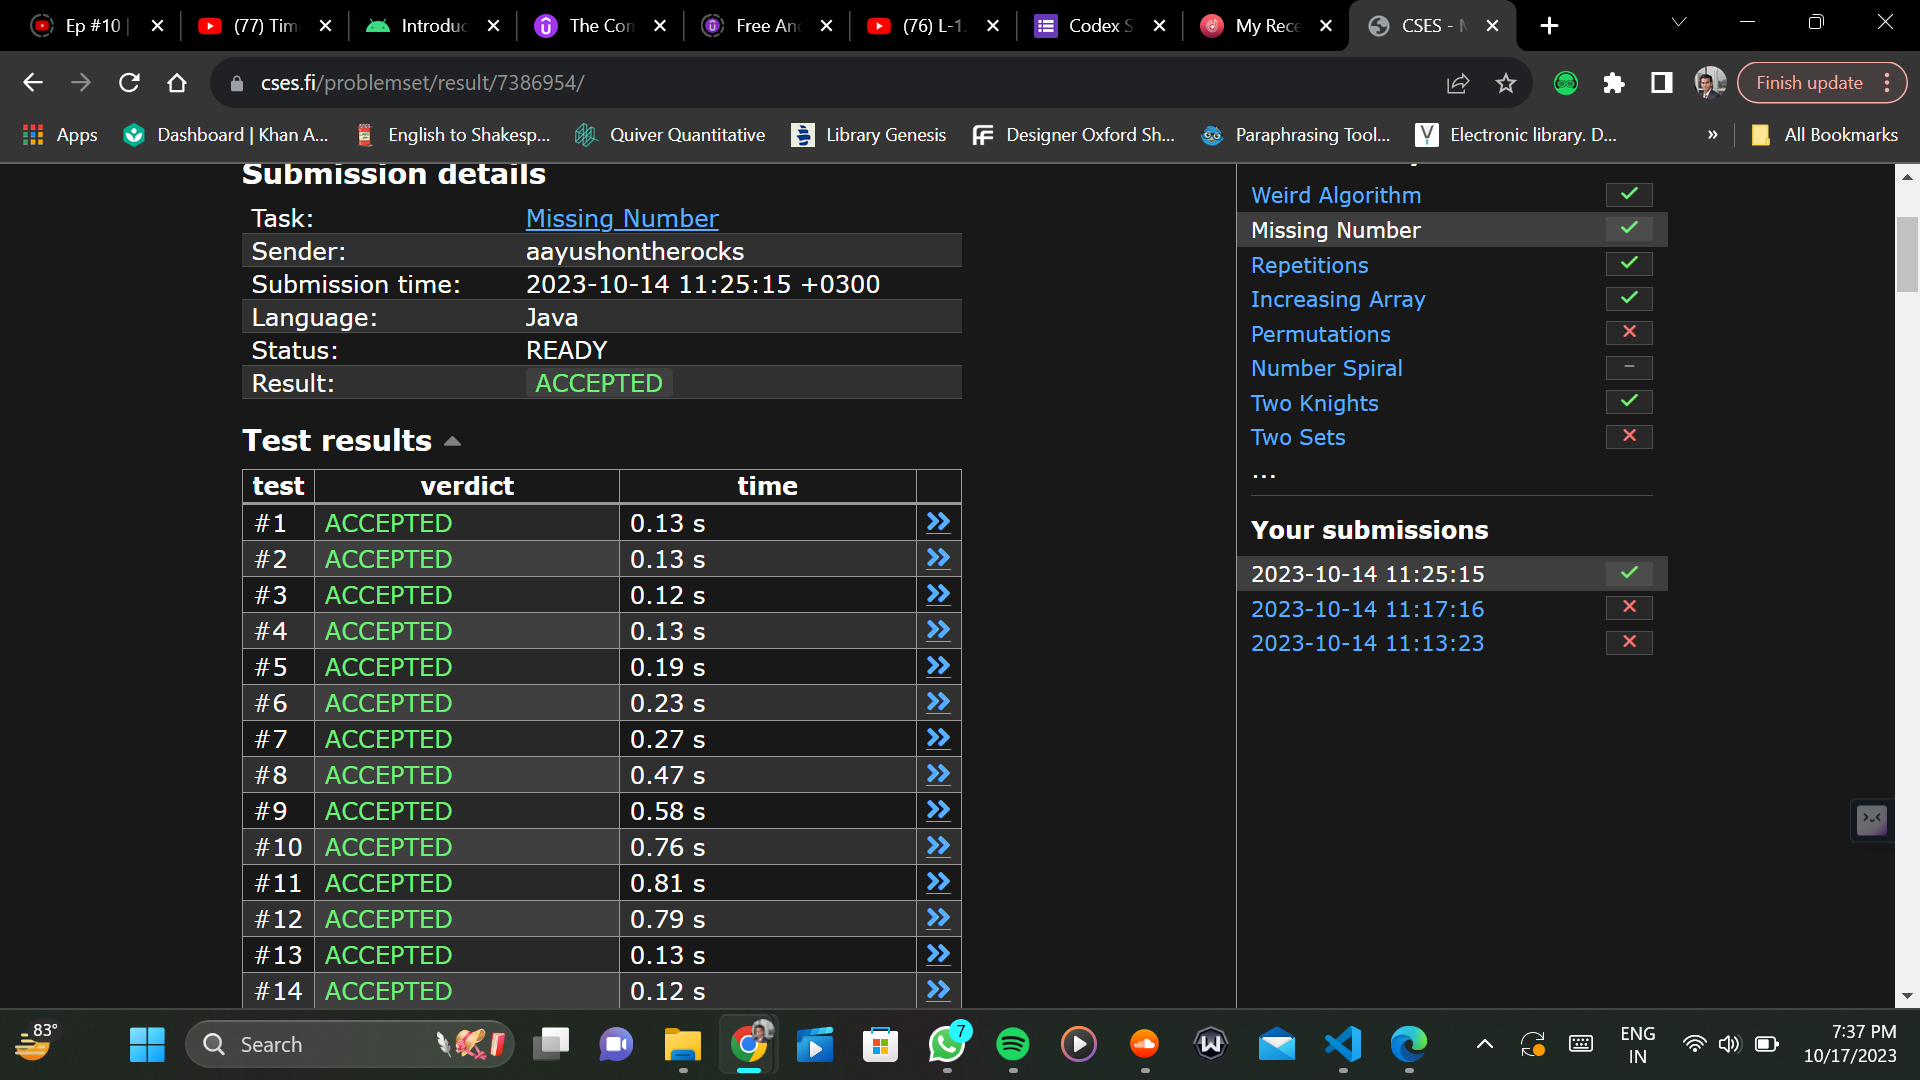 Ep #10 |
(77) Tim
Introduc
The Con
Free An
(76) L-1.
Codex S
My Rece
CSES - M
cses.fi/problemset/result/7386954/
Finish update
Apps
Dashboard | Khan A...
English to Shakesp...
Quiver Quantitative
Library Genesis
Designer Oxford Sh...
Paraphrasing Tool...
Electronic library. D...
»
All Bookmarks
Submission details
Task: Missing Number
Sender: aayushontherocks
Submission time: 2023-10-14 11:25:15 +0300
Language: Java
Status: READY
Result: ACCEPTED
Test results
test verdict time
#1 ACCEPTED 0.13 s »
#2 ACCEPTED 0.13 s »
#3 ACCEPTED 0.12 s »
#4 ACCEPTED 0.13 s »
#5 ACCEPTED 0.19 s »
#6 ACCEPTED 0.23 s »
#7 ACCEPTED 0.27 s »
#8 ACCEPTED 0.47 s »
#9 ACCEPTED 0.58 s »
#10 ACCEPTED 0.76 s »
#11 ACCEPTED 0.81 s »
#12 ACCEPTED 0.79 s »
#13 ACCEPTED 0.13 s »
#14 ACCEPTED 0.12 s »
Weird Algorithm
Missing Number
Repetitions
Increasing Array
Permutations
Number Spiral –
Two Knights
Two Sets
...
Your submissions
2023-10-14 11:25:15
2023-10-14 11:17:16
2023-10-14 11:13:23
83°
Search
7
ENG
IN
7:37 PM
10/17/2023